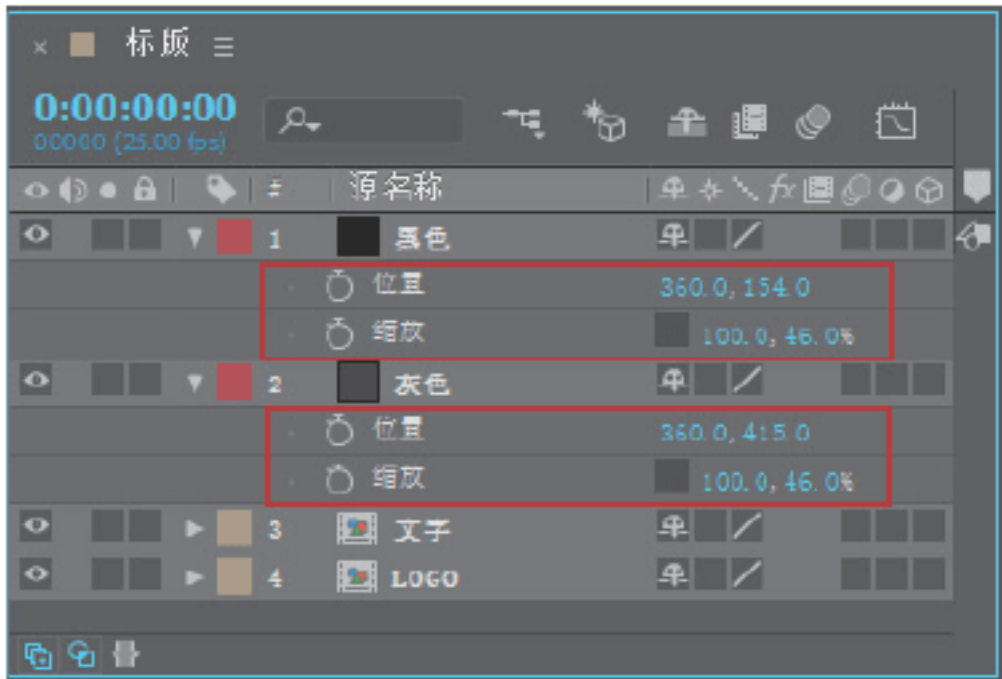 标版
0:00:00:00
00000 (25.00 fps)
# 源名称 fx
1 黑色
位置 360.0,154.0
缩放 100.0,46.0%
2 灰色
位置 360.0,415.0
缩放 100.0,46.0%
3 文字
4 LOGO